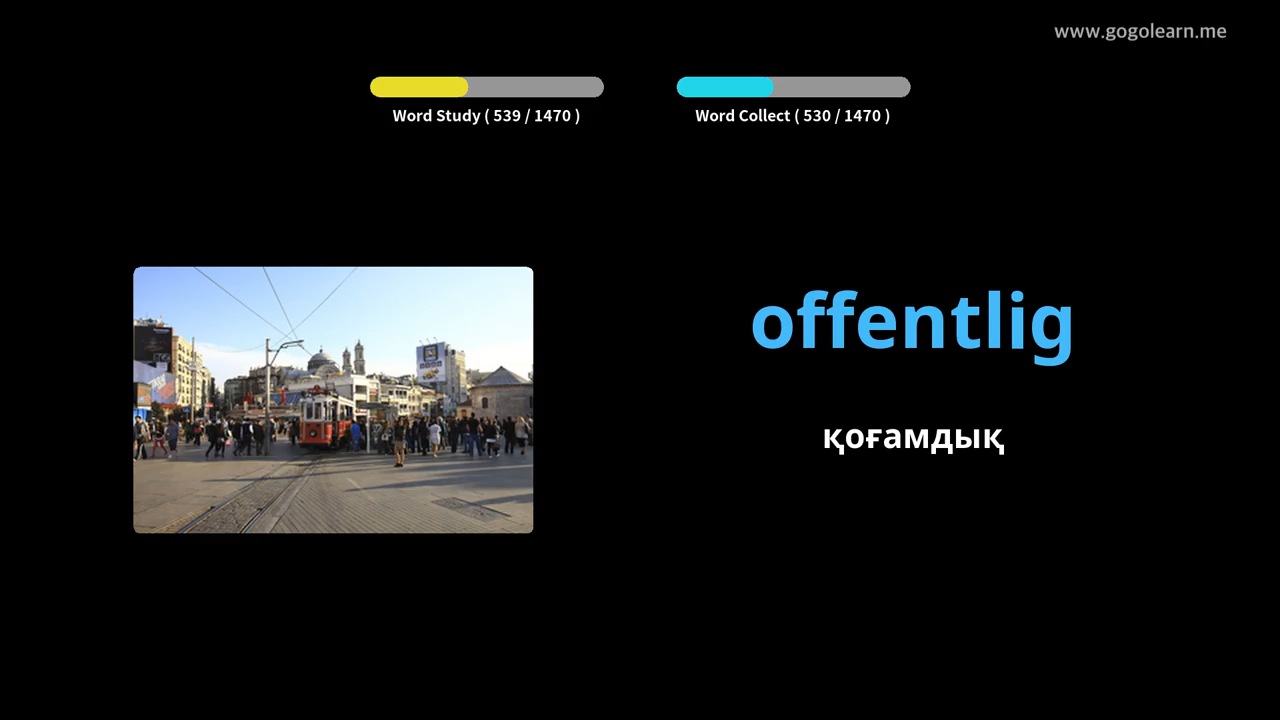 www.gogolearn.me
Word Study ( 539 / 1470 )
Word Collect ( 530 / 1470 )
offentlig
қоғамдық